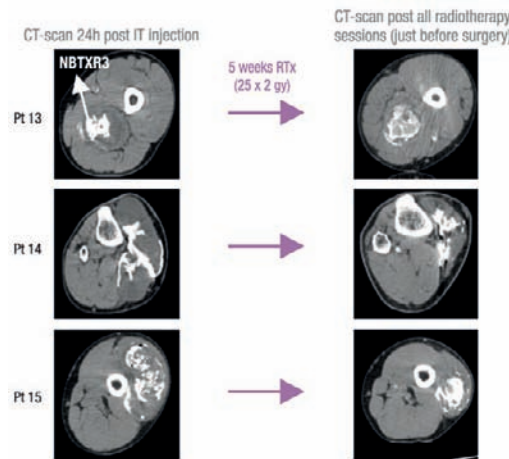 CT-scan 24h post IT injection
CT-scan post all radiotherapy
sessions (just before surgery)
NBTXR3
5 weeks RTx
(25 x 2 gy)
Pt 13
Pt 14
Pt 15